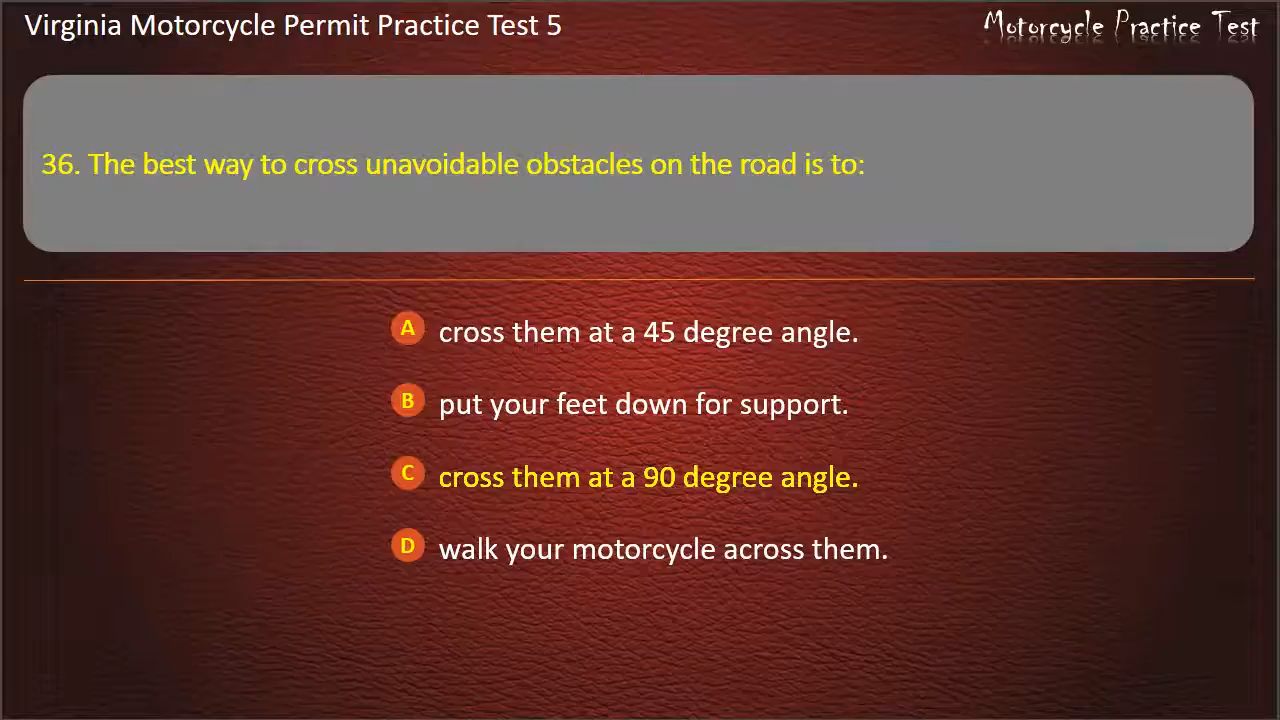 Virginia Motorcycle Permit Practice Test 5
Motorcycle Practice Test
36. The best way to cross unavoidable obstacles on the road is to:
A cross them at a 45 degree angle.
B put your feet down for support.
C cross them at a 90 degree angle.
D walk your motorcycle across them.